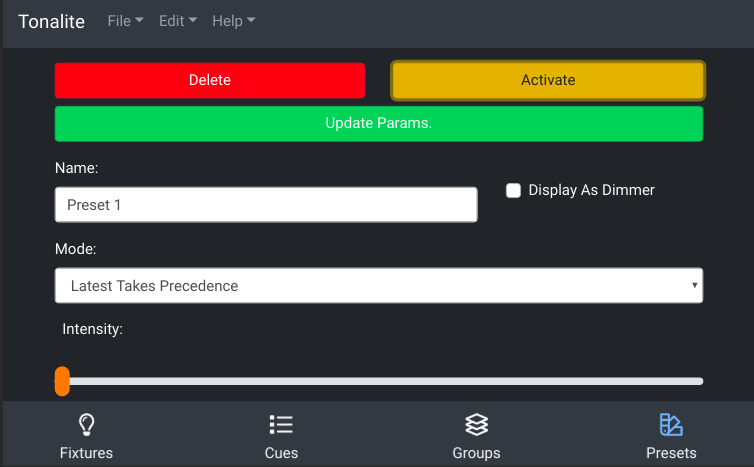 Tonalite File Edit Help
Delete Activate
Update Params.
Name:
Preset 1 Display As Dimmer
Mode:
Latest Takes Precedence
Intensity:
Fixtures Cues Groups Presets